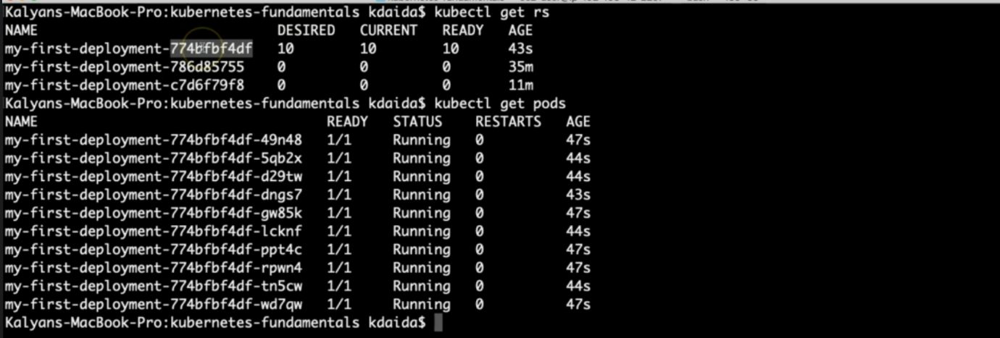 Kalyans-MacBook-Pro:kubernetes-fundamentals kdaida$ kubectl get rs
NAME DESIRED CURRENT READY AGE
my-first-deployment-774bfbf4df 10 10 10 43s
my-first-deployment-786d85755 0 0 0 35m
my-first-deployment-c7d6f79f8 0 0 0 11m
Kalyans-MacBook-Pro:kubernetes-fundamentals kdaida$ kubectl get pods
NAME READY STATUS RESTARTS AGE
my-first-deployment-774bfbf4df-49n48 1/1 Running 0 47s
my-first-deployment-774bfbf4df-5qb2x 1/1 Running 0 44s
my-first-deployment-774bfbf4df-d29tw 1/1 Running 0 44s
my-first-deployment-774bfbf4df-dngs7 1/1 Running 0 43s
my-first-deployment-774bfbf4df-gw85k 1/1 Running 0 47s
my-first-deployment-774bfbf4df-lcknf 1/1 Running 0 44s
my-first-deployment-774bfbf4df-ppt4c 1/1 Running 0 47s
my-first-deployment-774bfbf4df-rpwn4 1/1 Running 0 47s
my-first-deployment-774bfbf4df-tn5cw 1/1 Running 0 44s
my-first-deployment-774bfbf4df-wd7qw 1/1 Running 0 47s
Kalyans-MacBook-Pro:kubernetes-fundamentals kdaida$